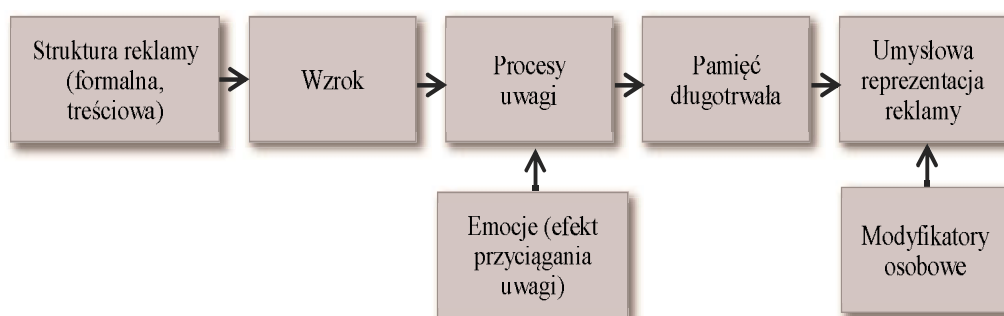 Struktura reklamy
(formalna,
treściowa)
Wzrok
Procesy
uwagi
Pamięć
długotrwała
Umysłowa
reprezentacja
reklamy
Emocje (efekt
przyciągania
uwagi)
Modyfikatory
osobowe